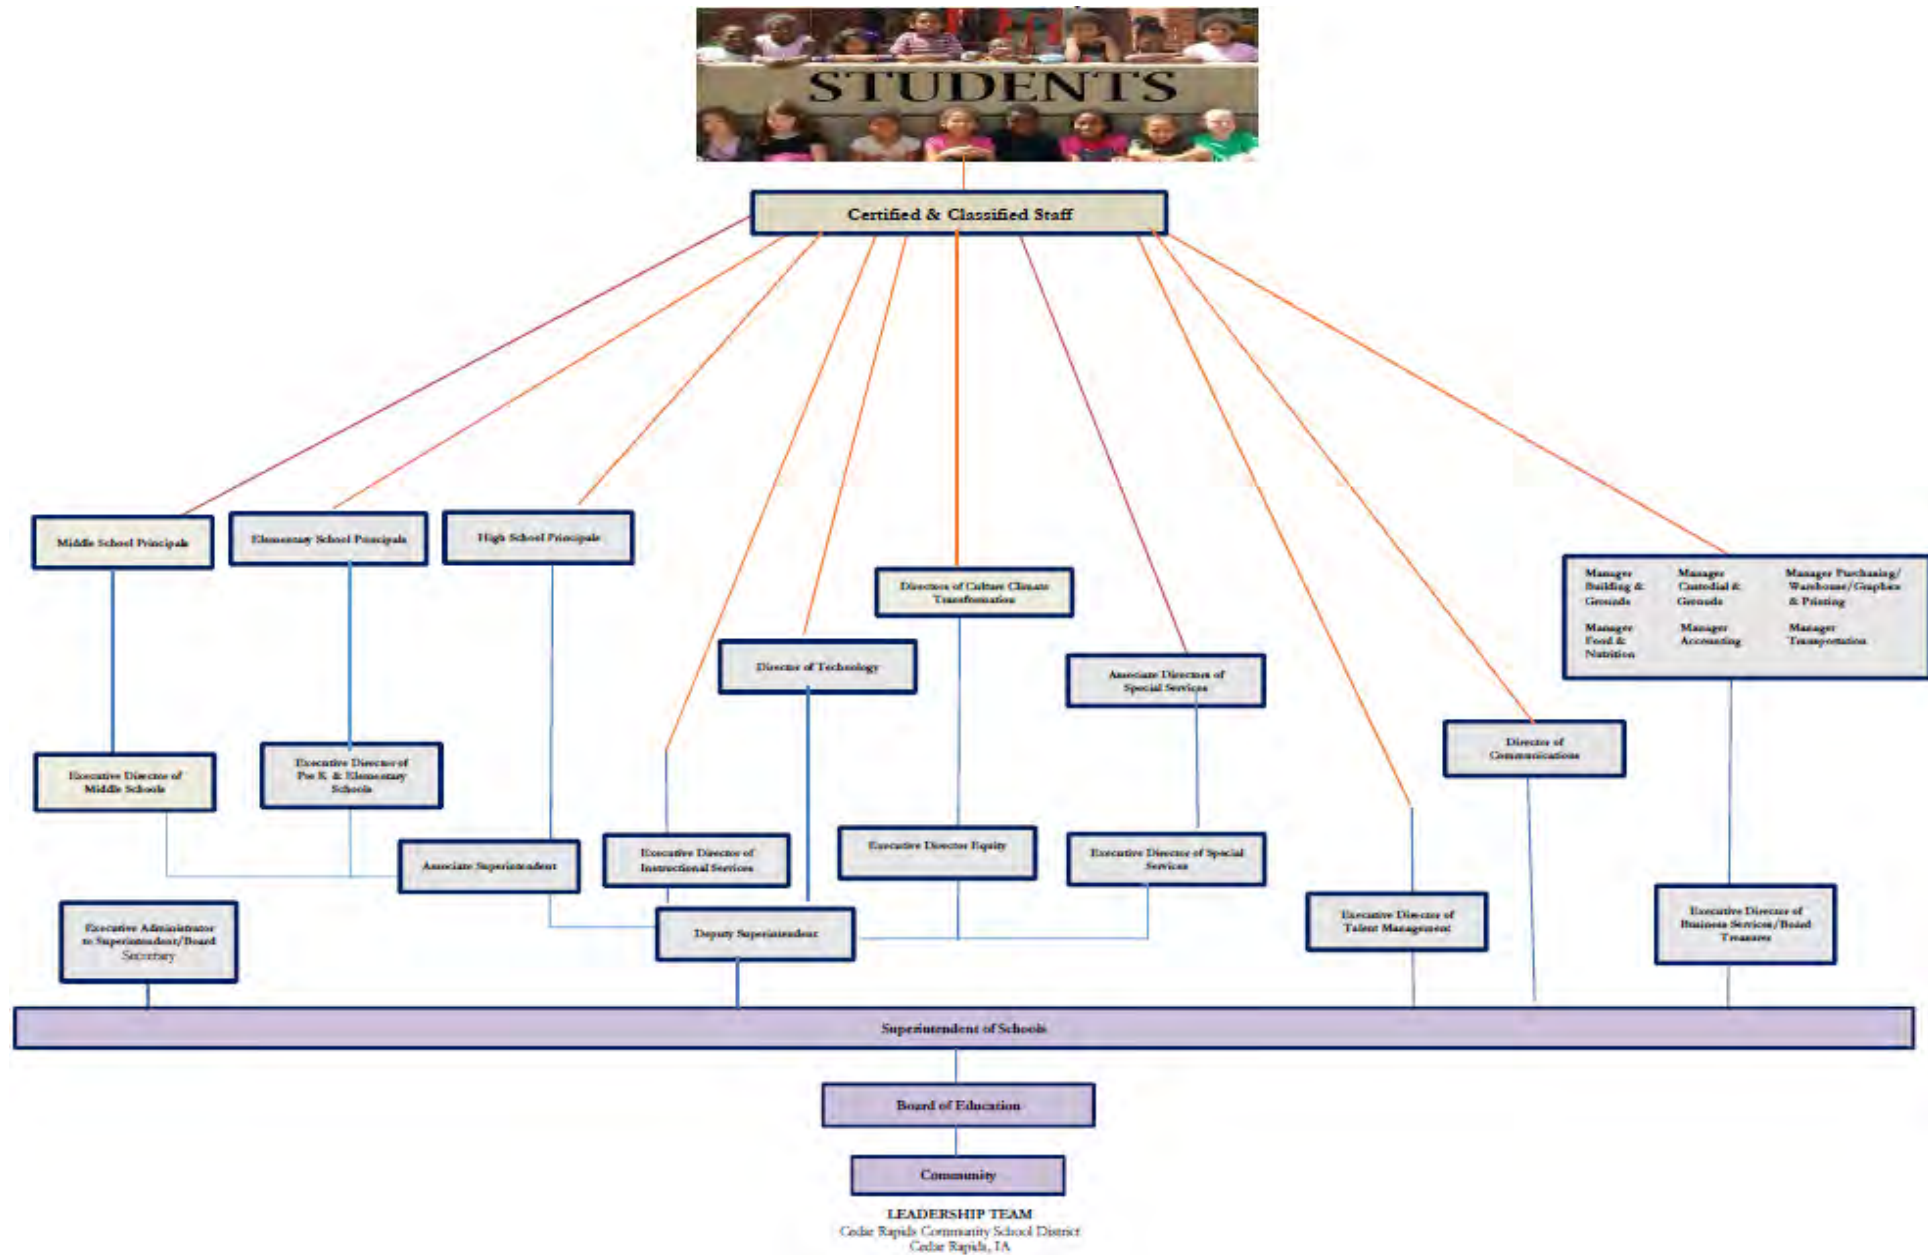 STUDENTS
Certified & Classified Staff
Middle School Principals
Elementary School Principals
High School Principals
Directors of Culture Climate
Transformation
Manager
Building &
Grounds
Manager
Custodial &
Grounds
Manager Purchasing/
Warehouse/Graphics
& Printing
Manager
Food &
Nutrition
Manager
Accounting
Manager
Transportation
Director of Technology
Associate Directors of
Special Services
Director of
Communications
Executive Director of
Middle Schools
Executive Director of
Pre K & Elementary
Schools
Associate Superintendent
Executive Director of
Instructional Services
Executive Director Equity
Executive Director of Special
Services
Executive Administrator
to Superintendent/Board
Secretary
Deputy Superintendent
Executive Director of
Talent Management
Executive Director of
Business Services/Board
Treasurer
Superintendent of Schools
Board of Education
Community
LEADERSHIP TEAM
Cedar Rapids Community School District
Cedar Rapids, IA